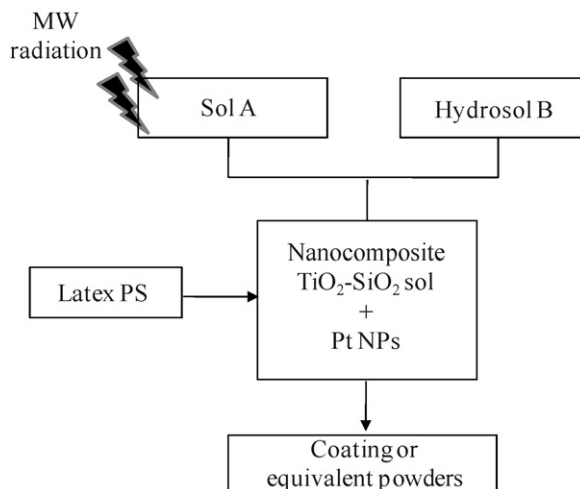 MW
radiation
Sol A
Hydrosol B
Nanocomposite
TiO₂-SiO₂ sol
+
Pt NPs
Latex PS
Coating or
equivalent powders